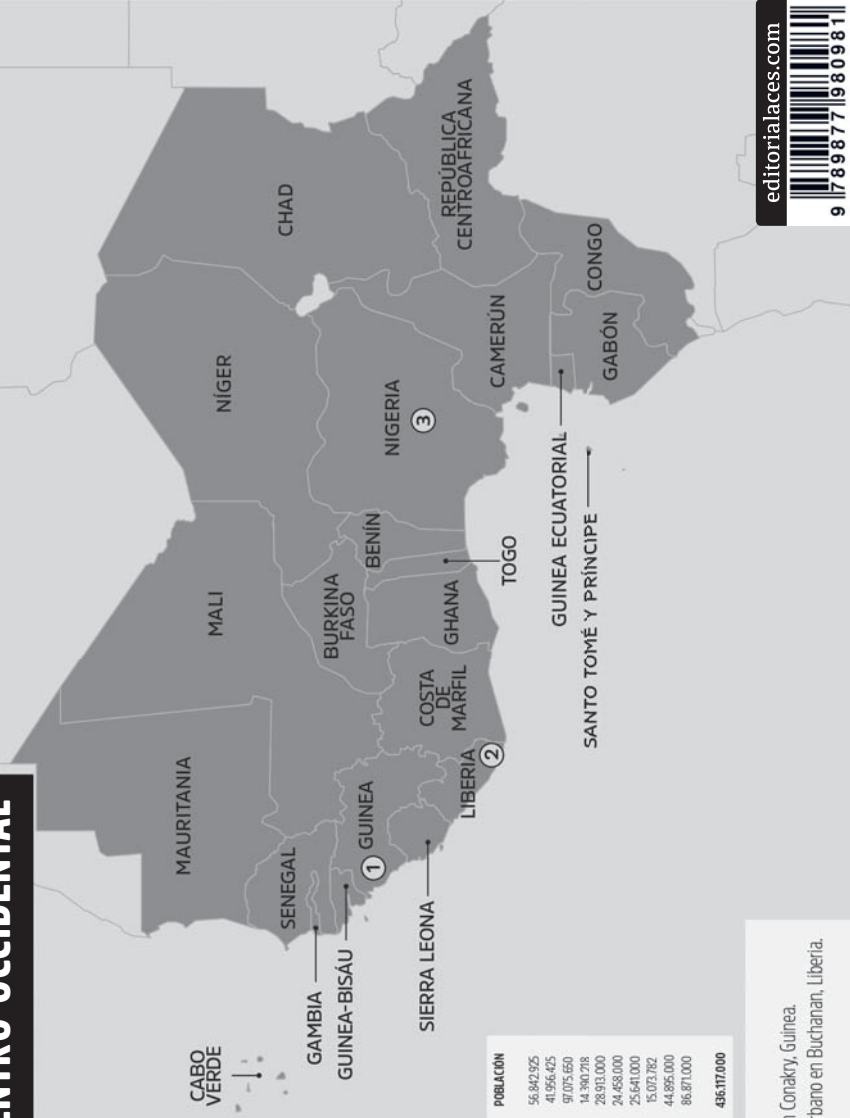 ENTRO OCCIDENTAL
CABO
VERDE
MAURITANIA
MALI
NÍGER
CHAD
SENEGAL
GAMBIA
GUINEA-BISÁU
GUINEA
1
SIERRA LEONA
LIBERIA
2
COSTA
DE
MARFIL
BURKINA
FASO
GHANA
BENÍN
TOGO
NIGERIA
3
CAMERÚN
REPÚBLICA
CENTROAFRICANA
GUINEA ECUATORIAL
SANTO TOMÉ Y PRÍNCIPE
GABÓN
CONGO
POBLACIÓN
56.842.925
41.956.425
97.075.650
14.390.218
28.913.000
24.458.000
25.641.000
15.073.782
44.895.000
86.871.000
436.117.000
Conakry, Guinea.
bano en Buchanan, Liberia.
editorialaces.com
9 789877 980981